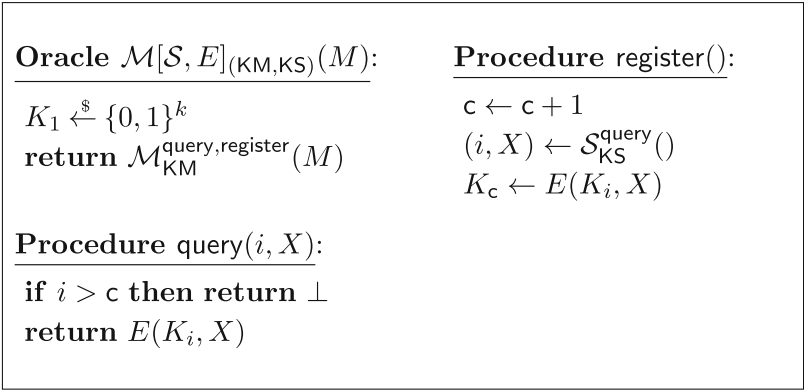 Oracle ℳ[𝒮, E]₍KM,KS₎(M):
K₁ ←$ {0, 1}ᵏ
return ℳ_KM^query,register(M)
Procedure query(i, X):
if i > c then return ⊥
return E(Kᵢ, X)
Procedure register():
c ← c + 1
(i, X) ← 𝒮_KS^query()
K_c ← E(Kᵢ, X)